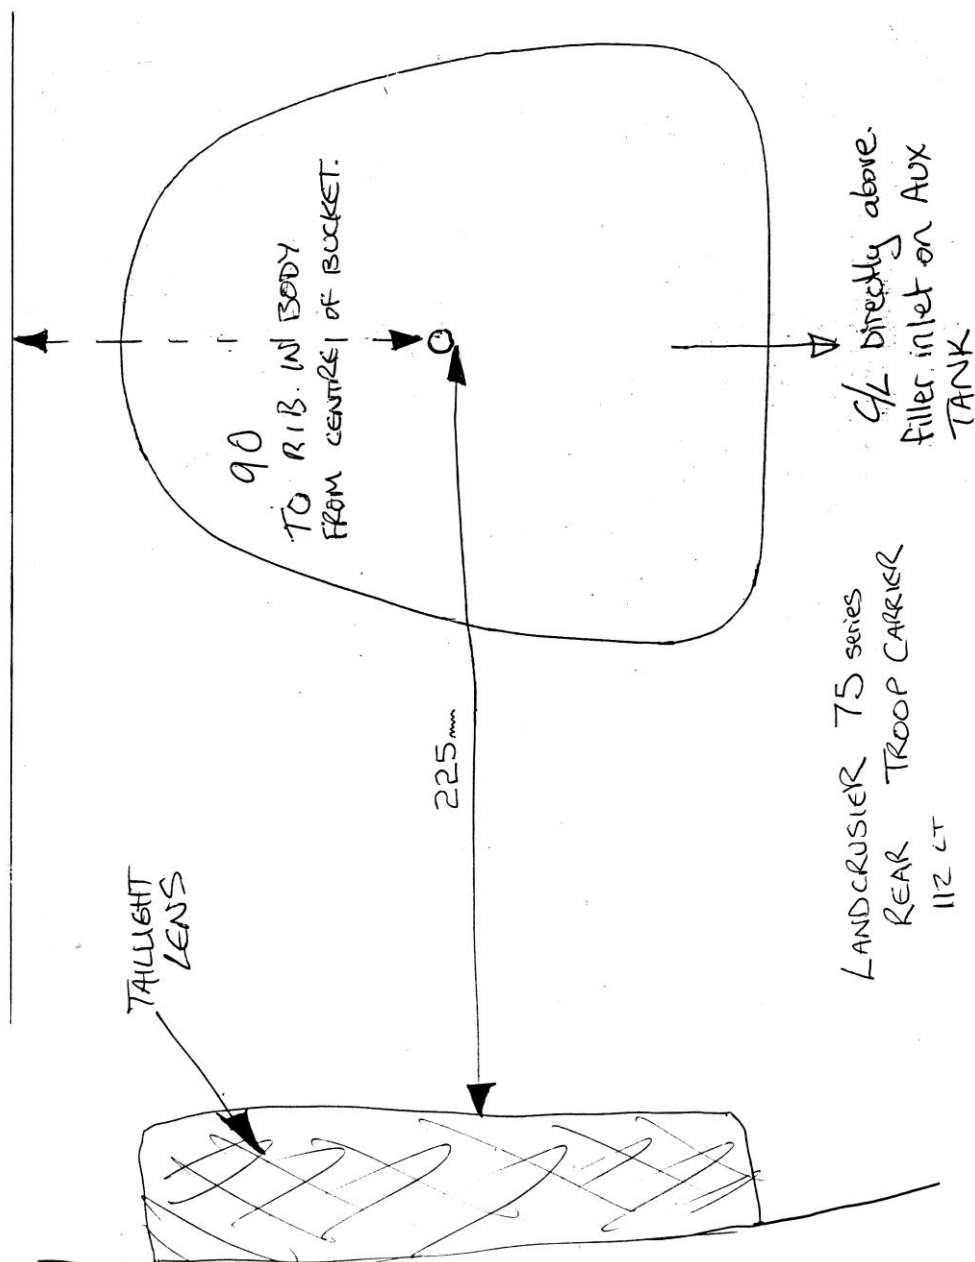 TAILLIGHT
LENS
225mm
90
TO RIB. IN BODY
FROM CENTRE, OF BUCKET.
LANDCRUSIER 75 series
REAR TROOP CARRIER
112 LT
C/L Directly above.
filler inlet on AUX
TANK